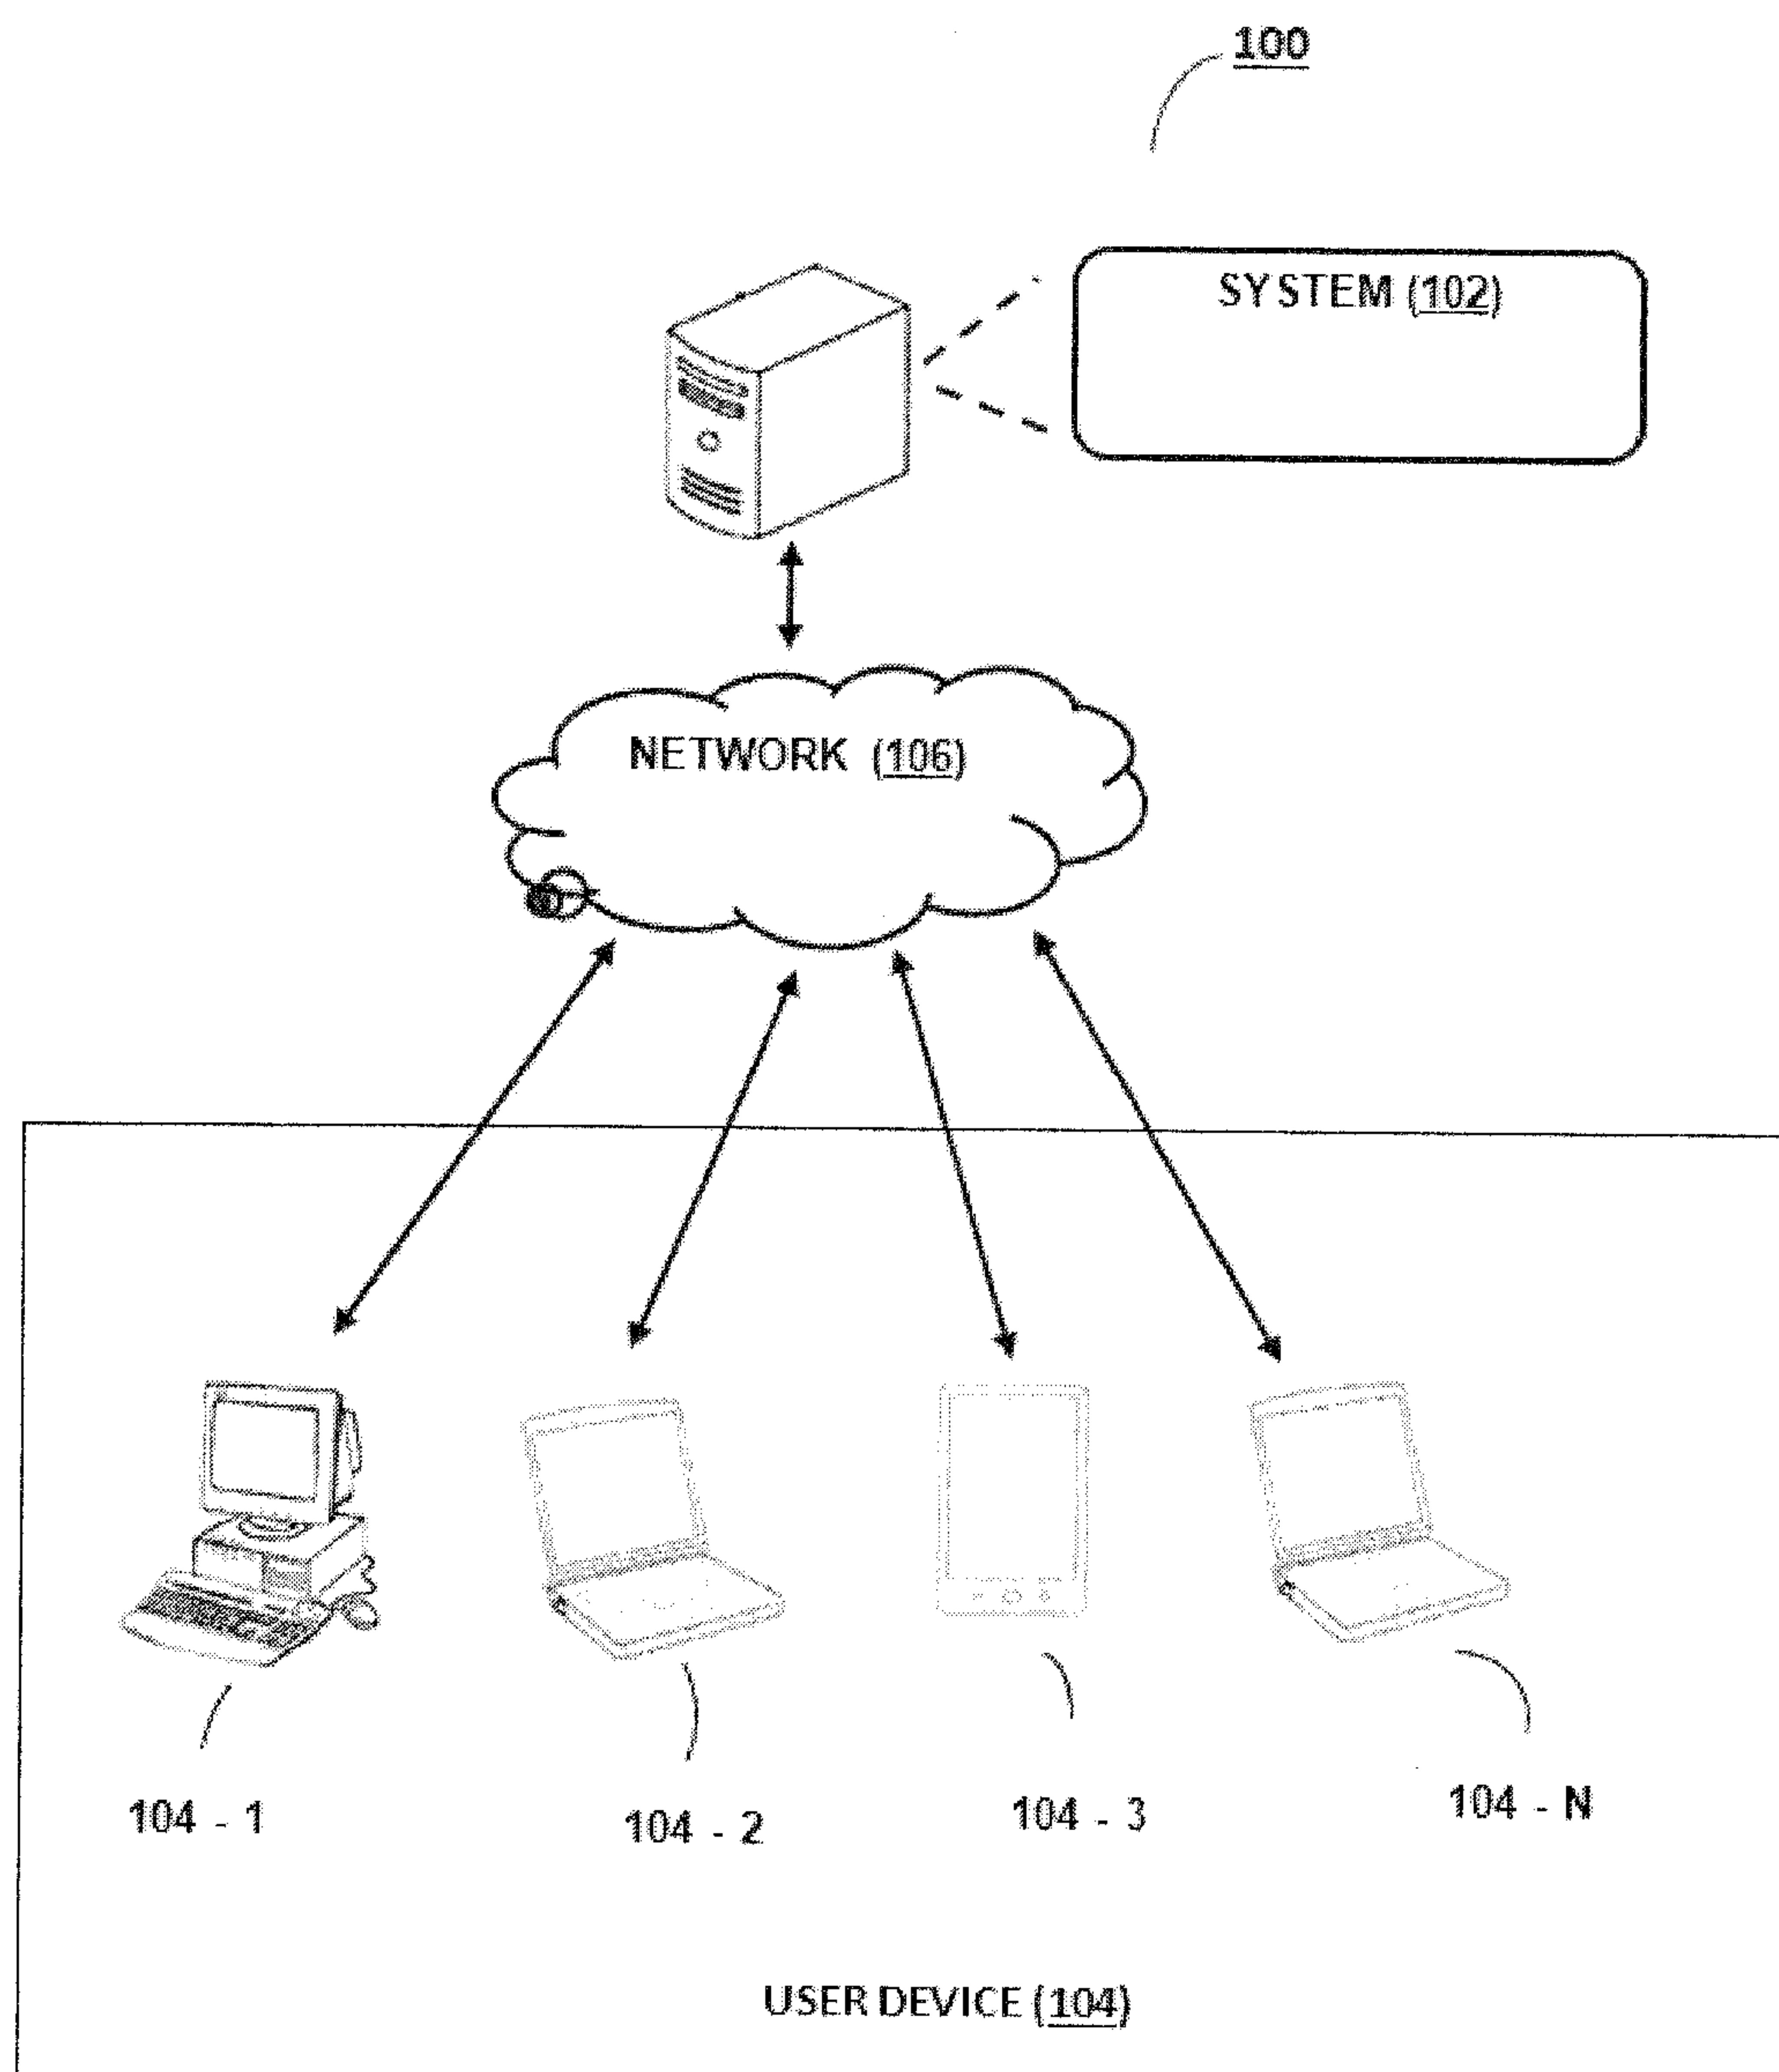 100
SYSTEM (102)
NETWORK (106)
104 - 1
104 - 2
104 - 3
104 - N
USER DEVICE (104)